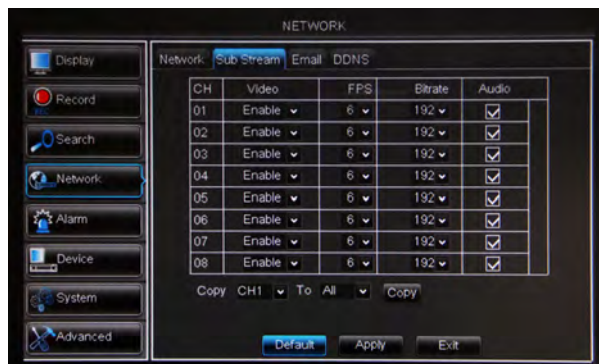 NETWORK
Display
Record
REC
Search
Network
Alarm
Device
System
Advanced
Network Sub Stream Email DDNS
CH Video FPS Bitrate Audio
01 Enable 6 192
02 Enable 6 192
03 Enable 6 192
04 Enable 6 192
05 Enable 6 192
06 Enable 6 192
07 Enable 6 192
08 Enable 6 192
Copy CH1 To All Copy
Default Apply Exit